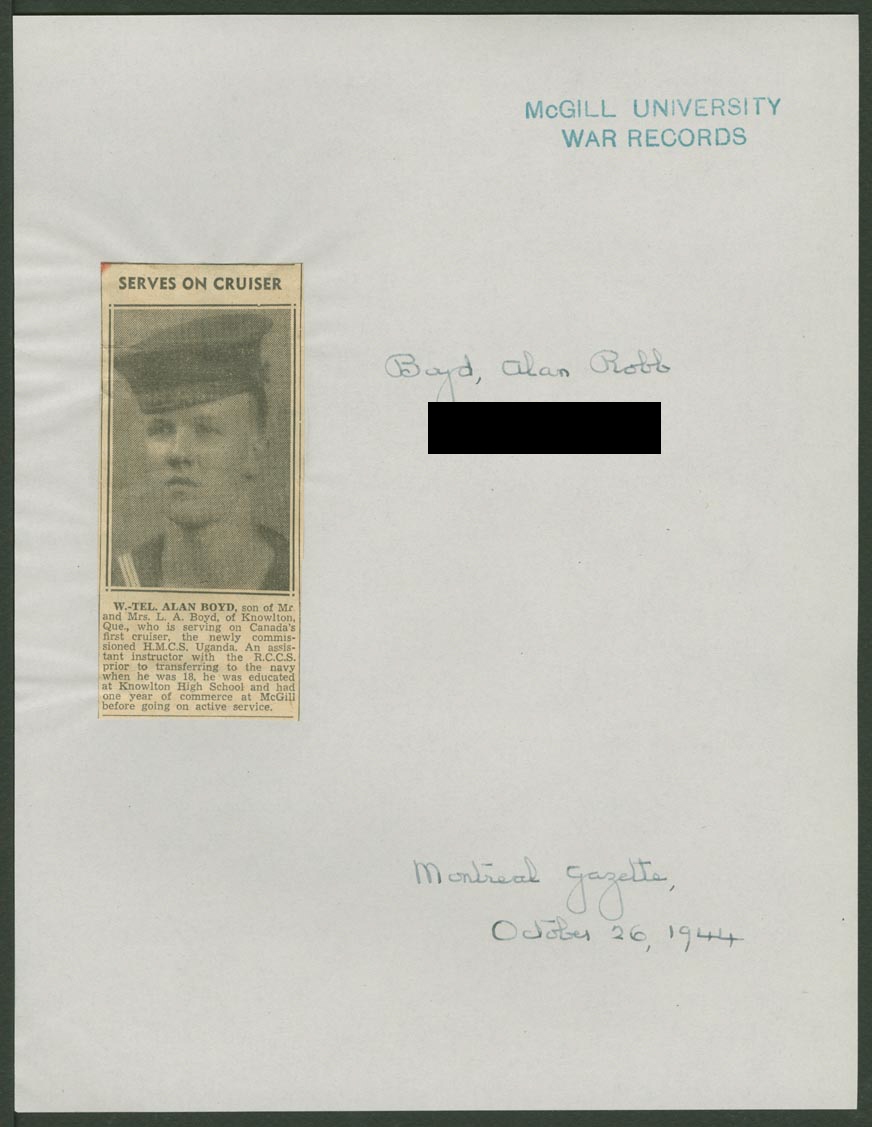 McGILL UNIVERSITY
WAR RECORDS
SERVES ON CRUISER
Boyd, Alan Robb
W.-TEL. ALAN BOYD, son of Mr
and Mrs. L. A. Boyd, of Knowlton,
Que., who is serving on Canada's
first cruiser, the newly commis-
sioned H.M.C.S. Uganda. An assis-
tant instructor with the R.C.C.S.
prior to transferring to the navy
when he was 18, he was educated
at Knowlton High School and had
one year of commerce at McGill
before going on active service.
Montreal Gazette,
October 26, 1944